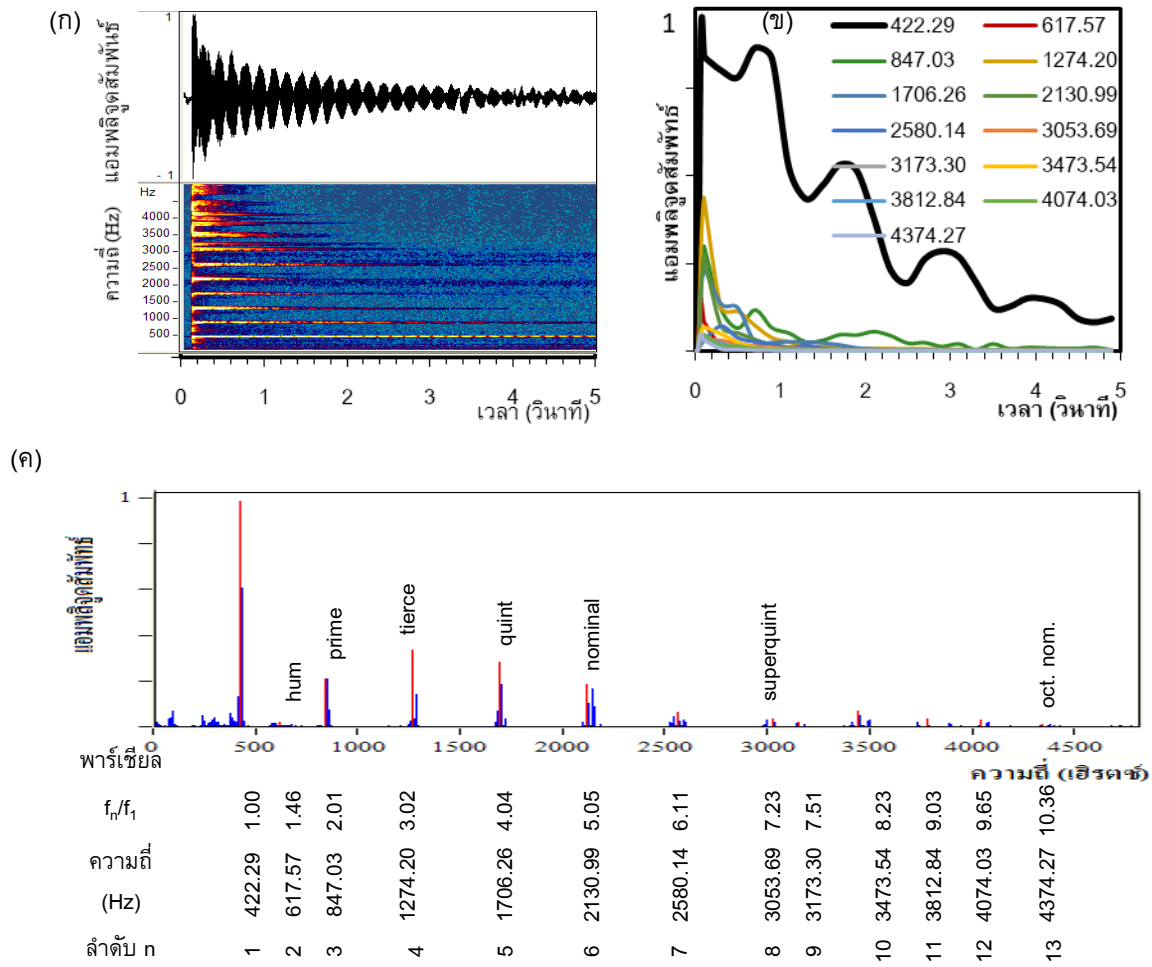 (ก)
1
แอมพลิจูดสัมพันธ์
- 1
Hz
4000
3500
3000
2500
2000
1500
1000
500
ความถี่ (Hz)
0 1 2 3 4 5
เวลา (วินาที)
(ข)
1
แอมพลิจูดสัมพัทธ์
422.29 617.57
847.03 1274.20
1706.26 2130.99
2580.14 3053.69
3173.30 3473.54
3812.84 4074.03
4374.27
0 1 2 3 4 5
เวลา (วินาที)
(ค)
1
แอมพลิจูดสัมพัทธ์
hum prime tierce quint nominal superquint oct. nom.
0 500 1000 1500 2000 2500 3000 3500 4000 4500
ความถี่ (เฮิรตซ์)
พาร์เชียล
fn/f1 1.00 1.46 2.01 3.02 4.04 5.05 6.11 7.23 7.51 8.23 9.03 9.65 10.36
ความถี่
(Hz) 422.29 617.57 847.03 1274.20 1706.26 2130.99 2580.14 3053.69 3173.30 3473.54 3812.84 4074.03 4374.27
ลำดับ n 1 2 3 4 5 6 7 8 9 10 11 12 13